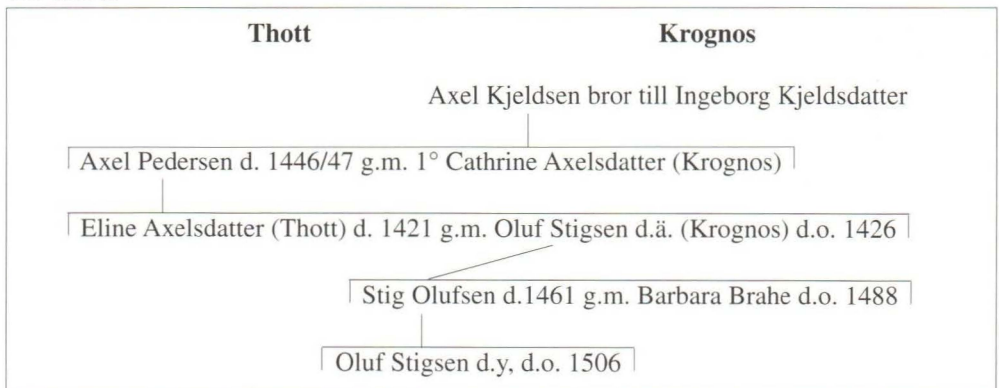 Thott Krognos
Axel Kjeldsen bror till Ingeborg Kjeldsdatter
Axel Pedersen d. 1446/47 g.m. 1° Cathrine Axelsdatter (Krognos)
Eline Axelsdatter (Thott) d. 1421 g.m. Oluf Stigsen d.ä. (Krognos) d.o. 1426
Stig Olufsen d.1461 g.m. Barbara Brahe d.o. 1488
Oluf Stigsen d.y, d.o. 1506